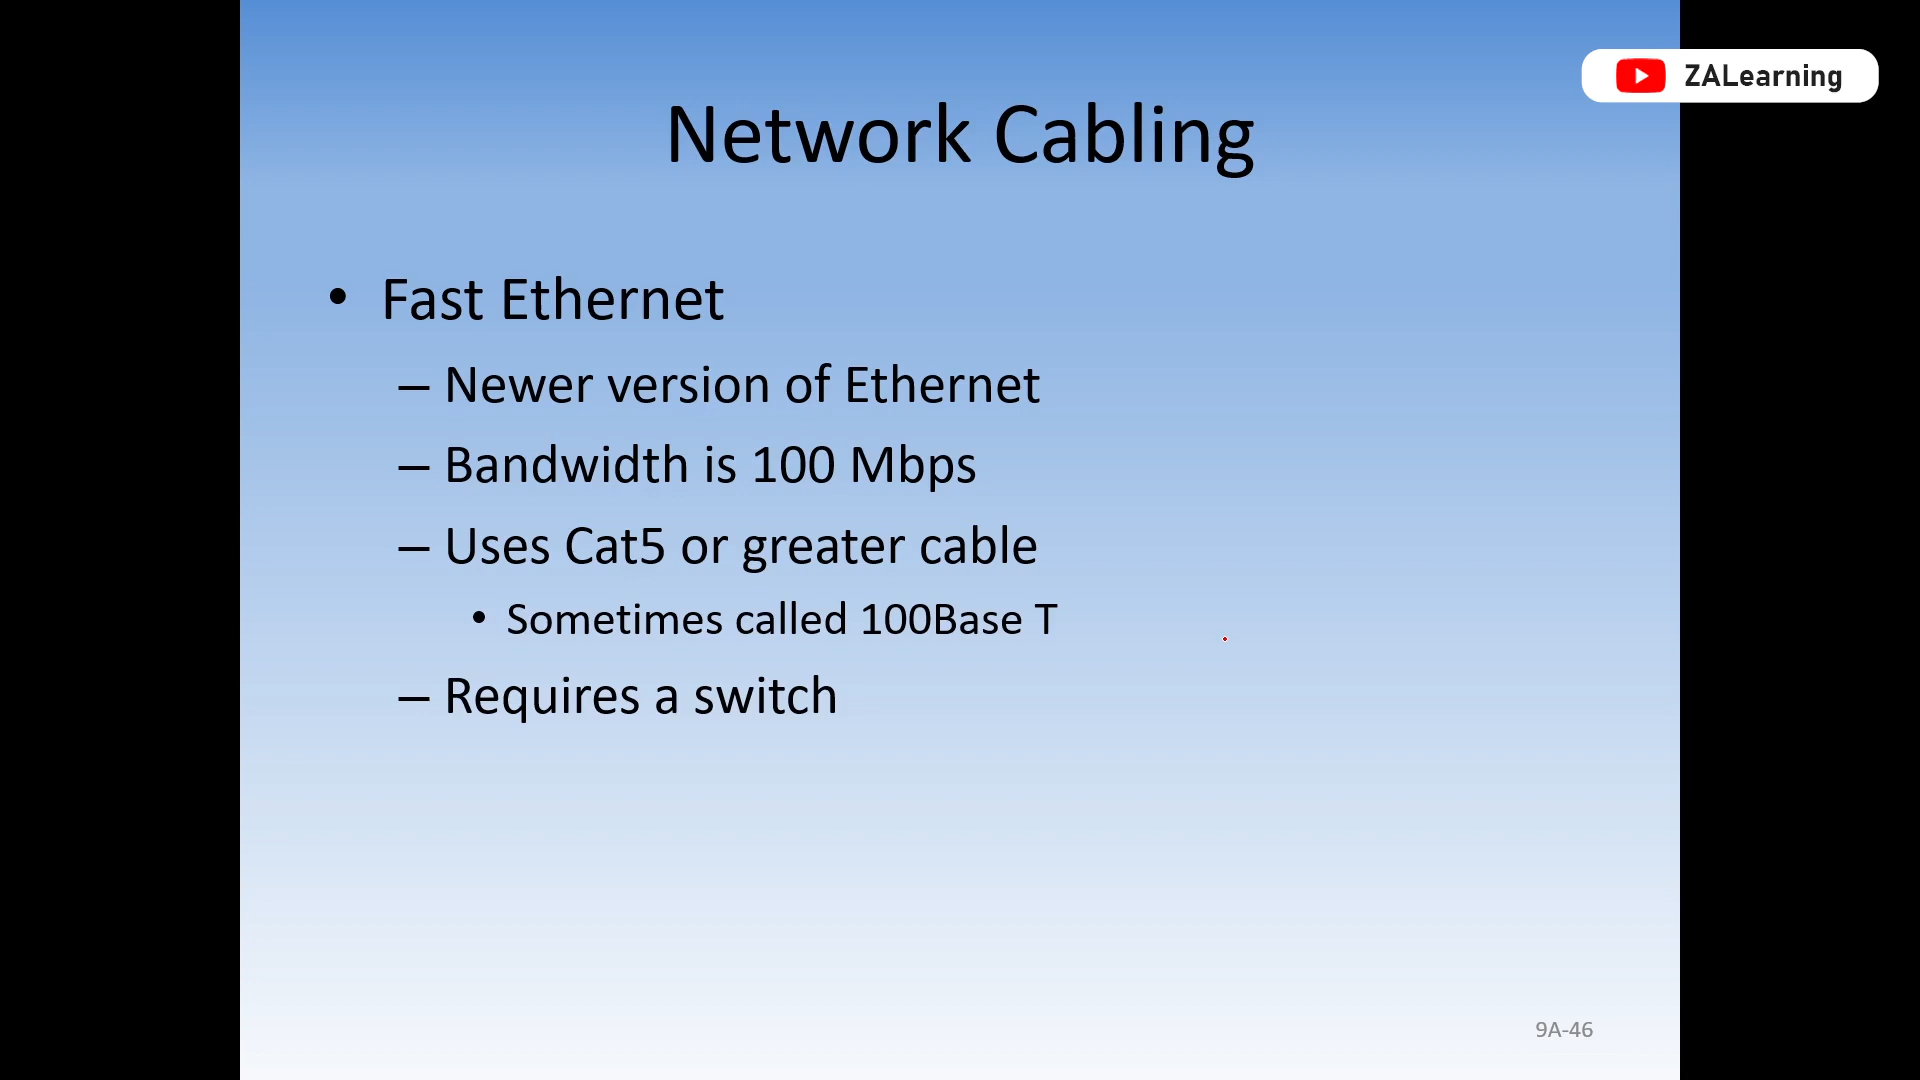 ZALearning
Network Cabling
• Fast Ethernet
– Newer version of Ethernet
– Bandwidth is 100 Mbps
– Uses Cat5 or greater cable
• Sometimes called 100Base T
– Requires a switch
9A-46